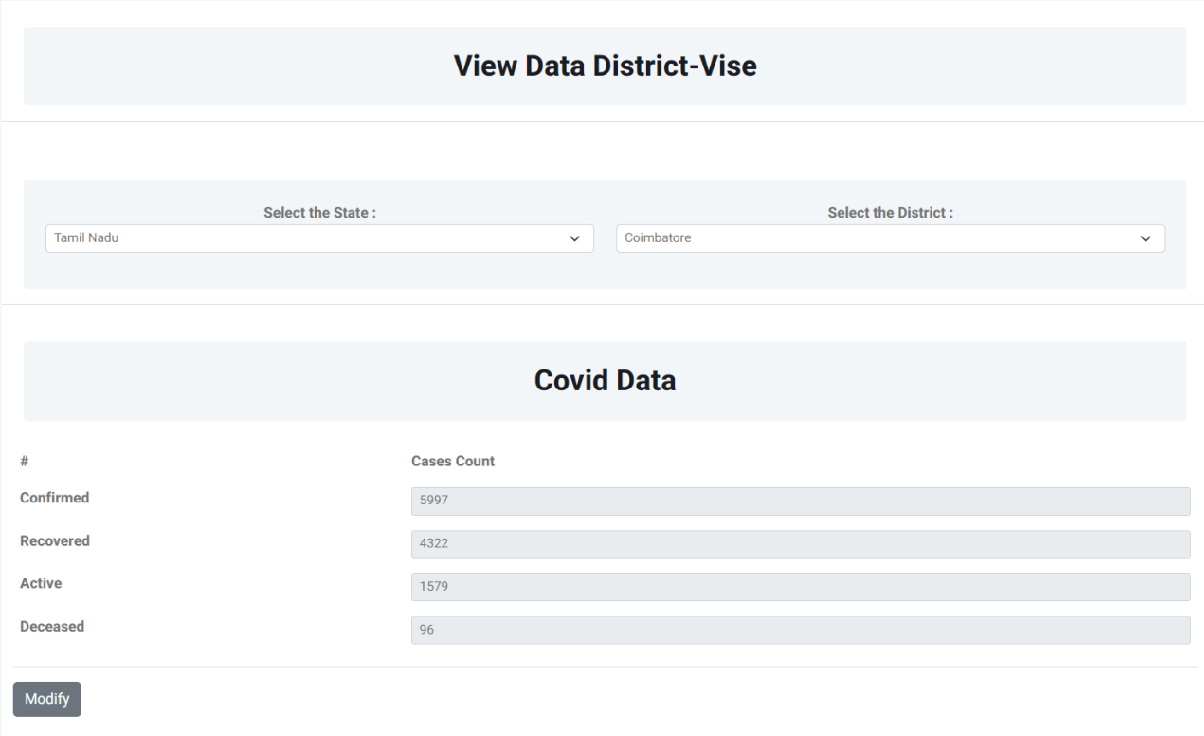 View Data District-Vise
Select the State :
Select the District :
Tamil Nadu
Coimbatore
Covid Data
# Cases Count
Confirmed 5997
Recovered 4322
Active 1579
Deceased 96
Modify